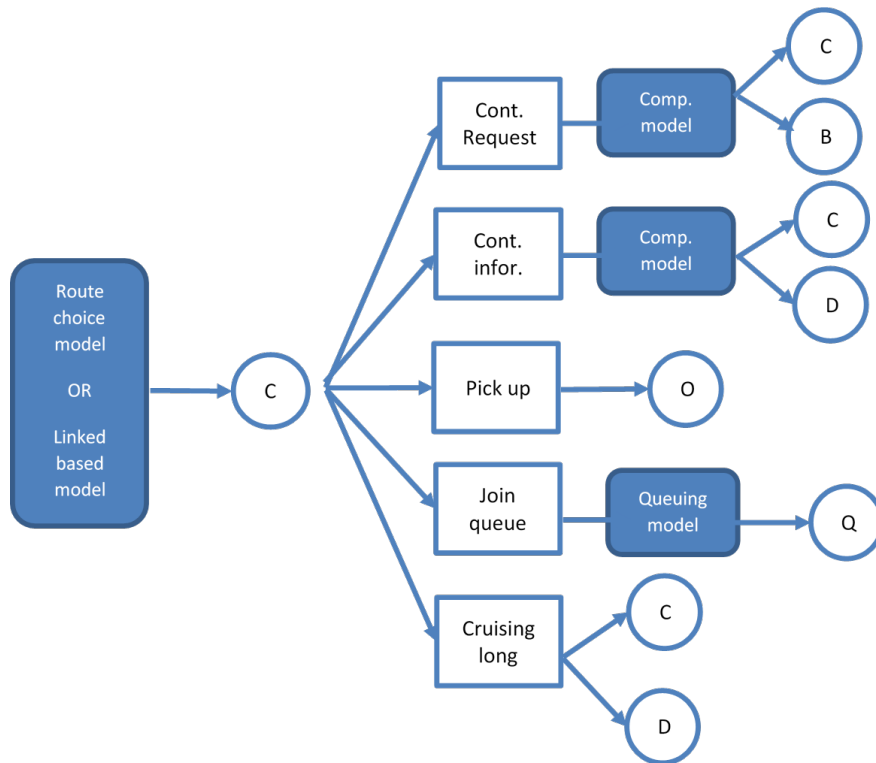 Route
choice
model
OR
Linked
based
model
C
Cont.
Request
Comp.
model
C
B
Cont.
infor.
Comp.
model
C
D
Pick up
O
Join
queue
Queuing
model
Q
Cruising
long
C
D